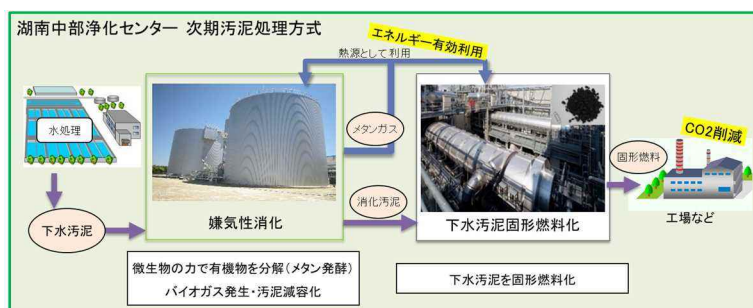 湖南中部浄化センター 次期汚泥処理方式
エネルギー有効利用
熱源として利用
水処理
メタンガス
CO2削減
固形燃料
下水汚泥
嫌気性消化
消化汚泥
下水汚泥固形燃料化
工場など
微生物の力で有機物を分解(メタン発酵)
バイオガス発生・汚泥減容化
下水汚泥を固形燃料化